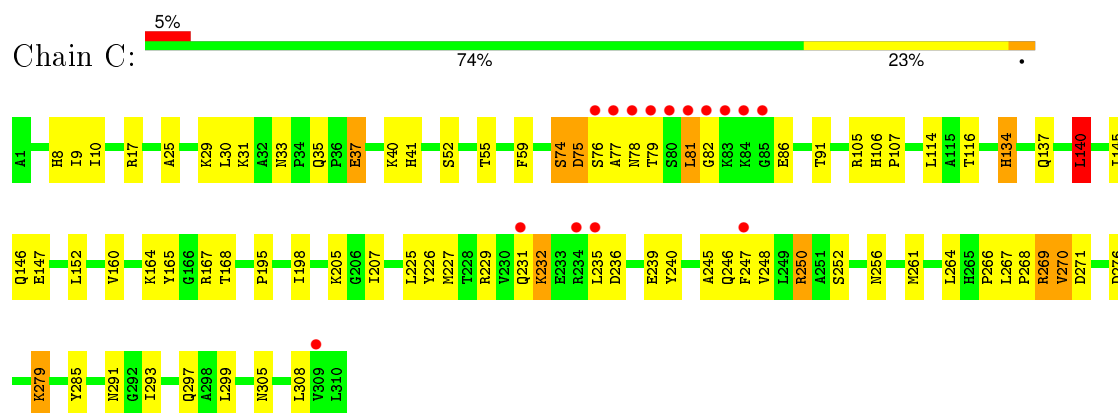 5%
Chain C:
74% 23% •
A1 H8 I9 I10 R17 A25 K29 L30 K31 A32 N33 P34 Q35 P36 E37 K40 H41 S52 T55 F59 S74 D75 S76 A77 N78 T79 S80 L81 G82 K83 K84 G85 E86 T91 R105 H106 P107 L114 A115 T116 H134 Q137 L140 I145
Q146 E147 L152 V160 K164 Y165 G166 R167 T168 P195 I198 K205 G206 I207 L225 Y226 M227 T228 R229 V230 Q231 K232 E233 R234 L235 D236 E239 Y240 A245 Q246 F247 V248 L249 R250 A251 S252 N256 M261 L264 H265 P266 L267 P268 R269 V270 D271 D276
K279 Y285 N291 G292 I293 Q297 A298 L299 N305 L308 V309 L310